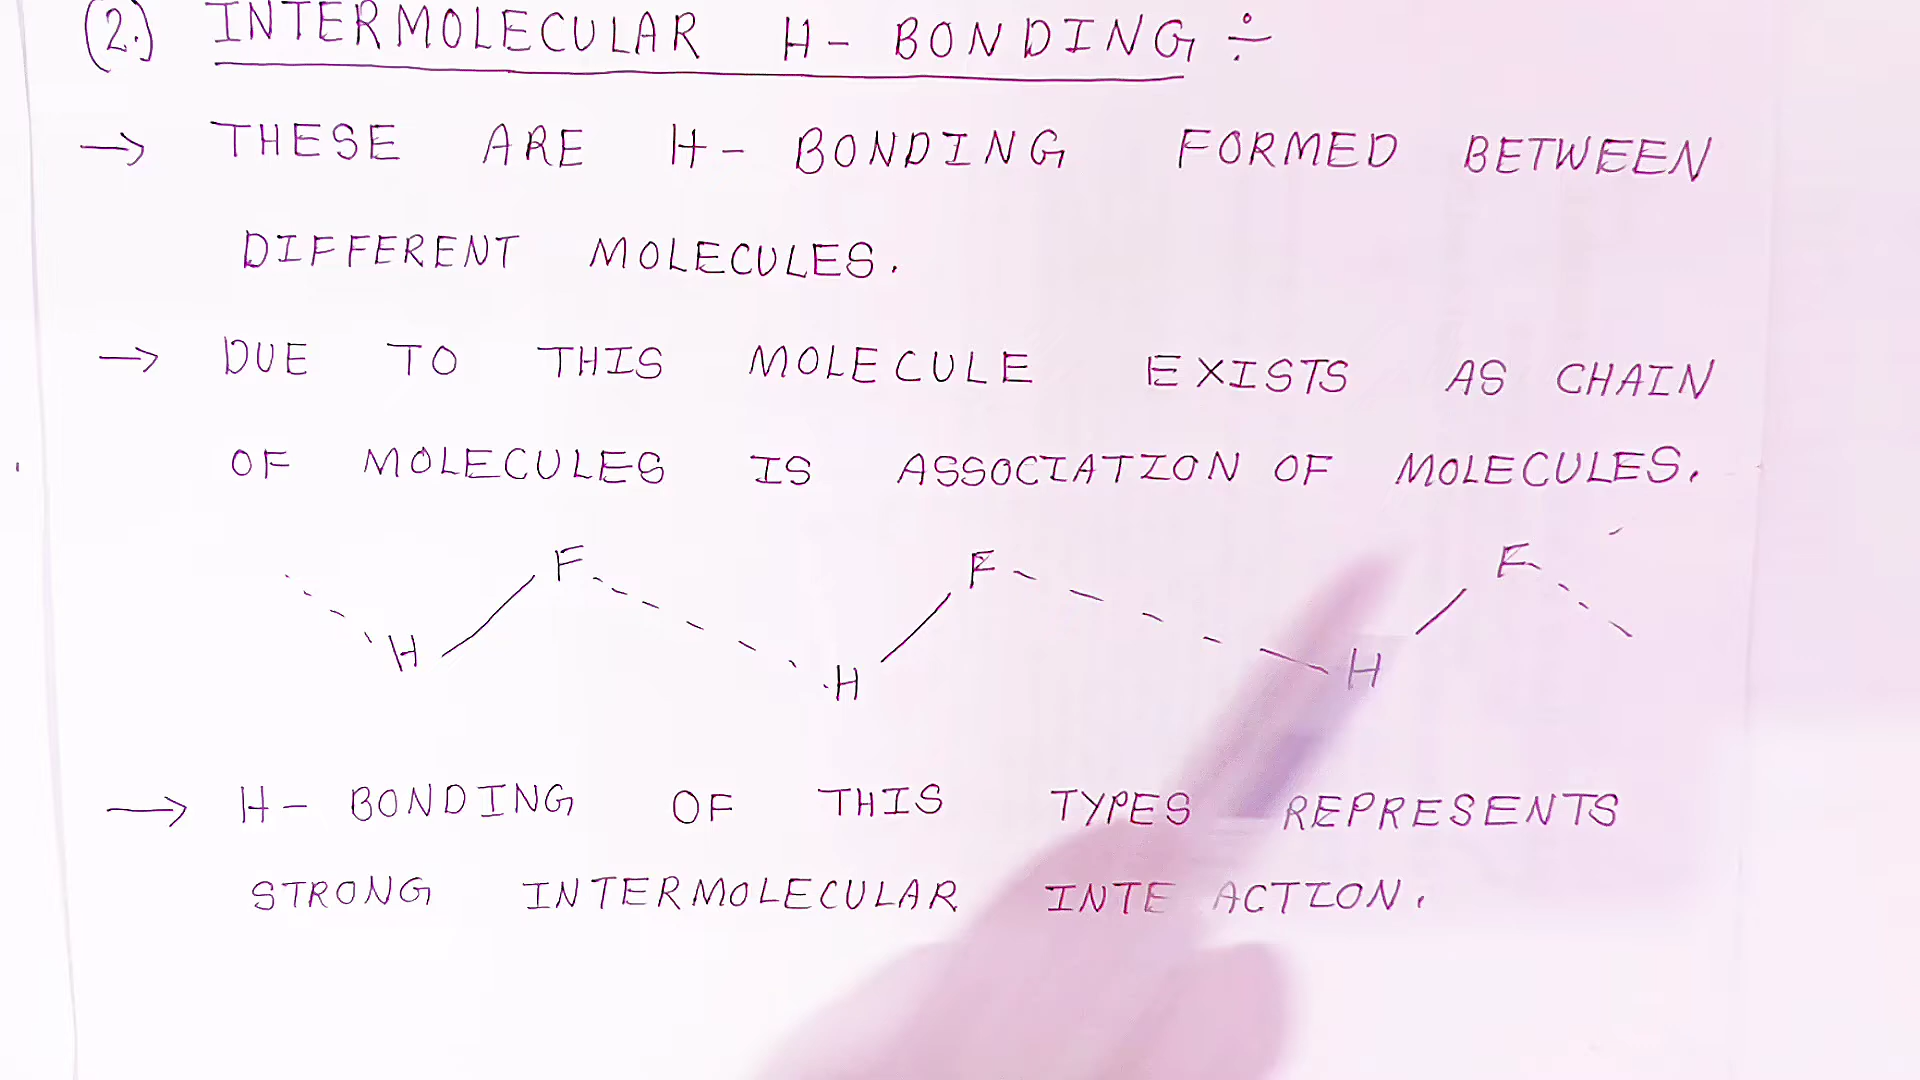 (2.) INTERMOLECULAR H- BONDING ÷
→ THESE ARE H- BONDING FORMED BETWEEN
DIFFERENT MOLECULES.
→ DUE TO THIS MOLECULE EXISTS AS CHAIN
OF MOLECULES IS ASSOCIATION OF MOLECULES.
F F F
H H H
→ H- BONDING OF THIS TYPES REPRESENTS
STRONG INTERMOLECULAR INTE ACTION.